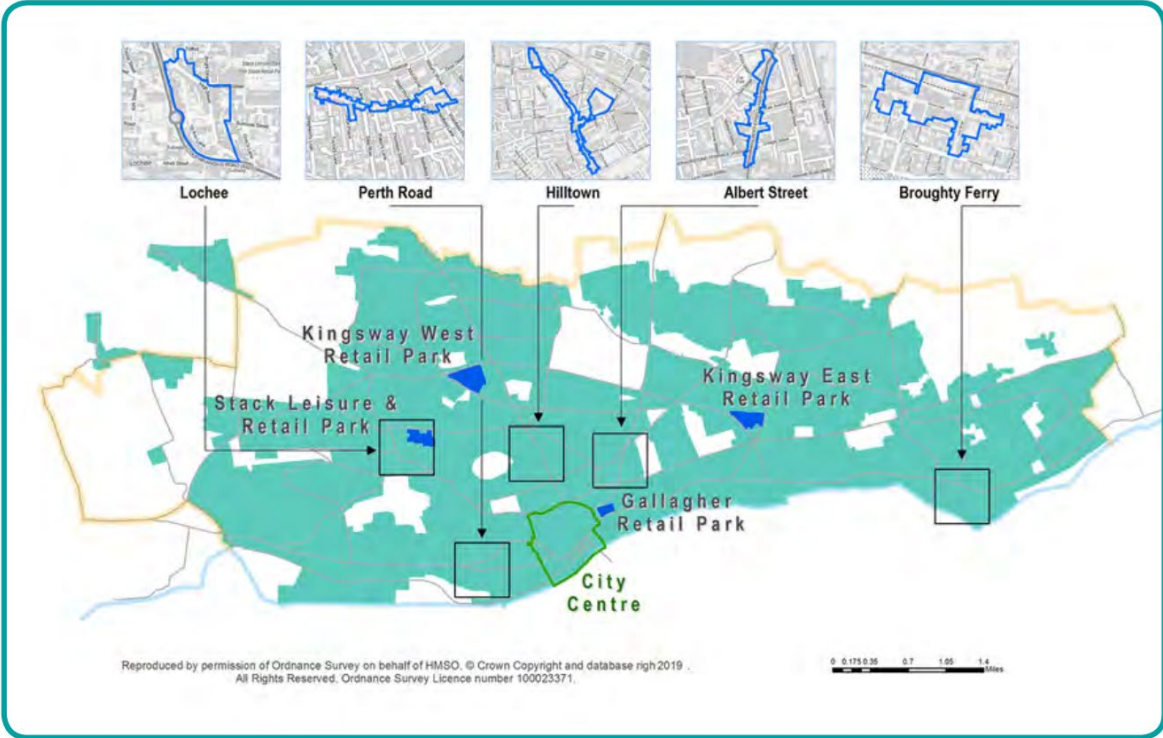 Lochee
Perth Road
Hilltown
Albert Street
Broughty Ferry
Kingsway West
Retail Park
Kingsway East
Retail Park
Stack Leisure &
Retail Park
Gallagher
Retail Park
City
Centre
Reproduced by permission of Ordnance Survey on behalf of HMSO. © Crown Copyright and database righ 2019 .
All Rights Reserved. Ordnance Survey Licence number 100023371.
0 0.175 0.35 0.7 1.05 1.4
Miles